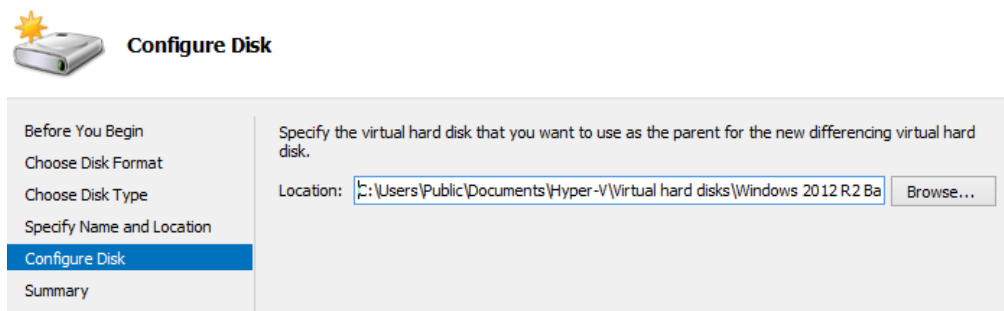 Configure Disk
Before You Begin
Choose Disk Format
Choose Disk Type
Specify Name and Location
Configure Disk
Summary
Specify the virtual hard disk that you want to use as the parent for the new differencing virtual hard
disk.
Location: C:\Users\Public\Documents\Hyper-V\Virtual hard disks\Windows 2012 R2 Ba Browse...